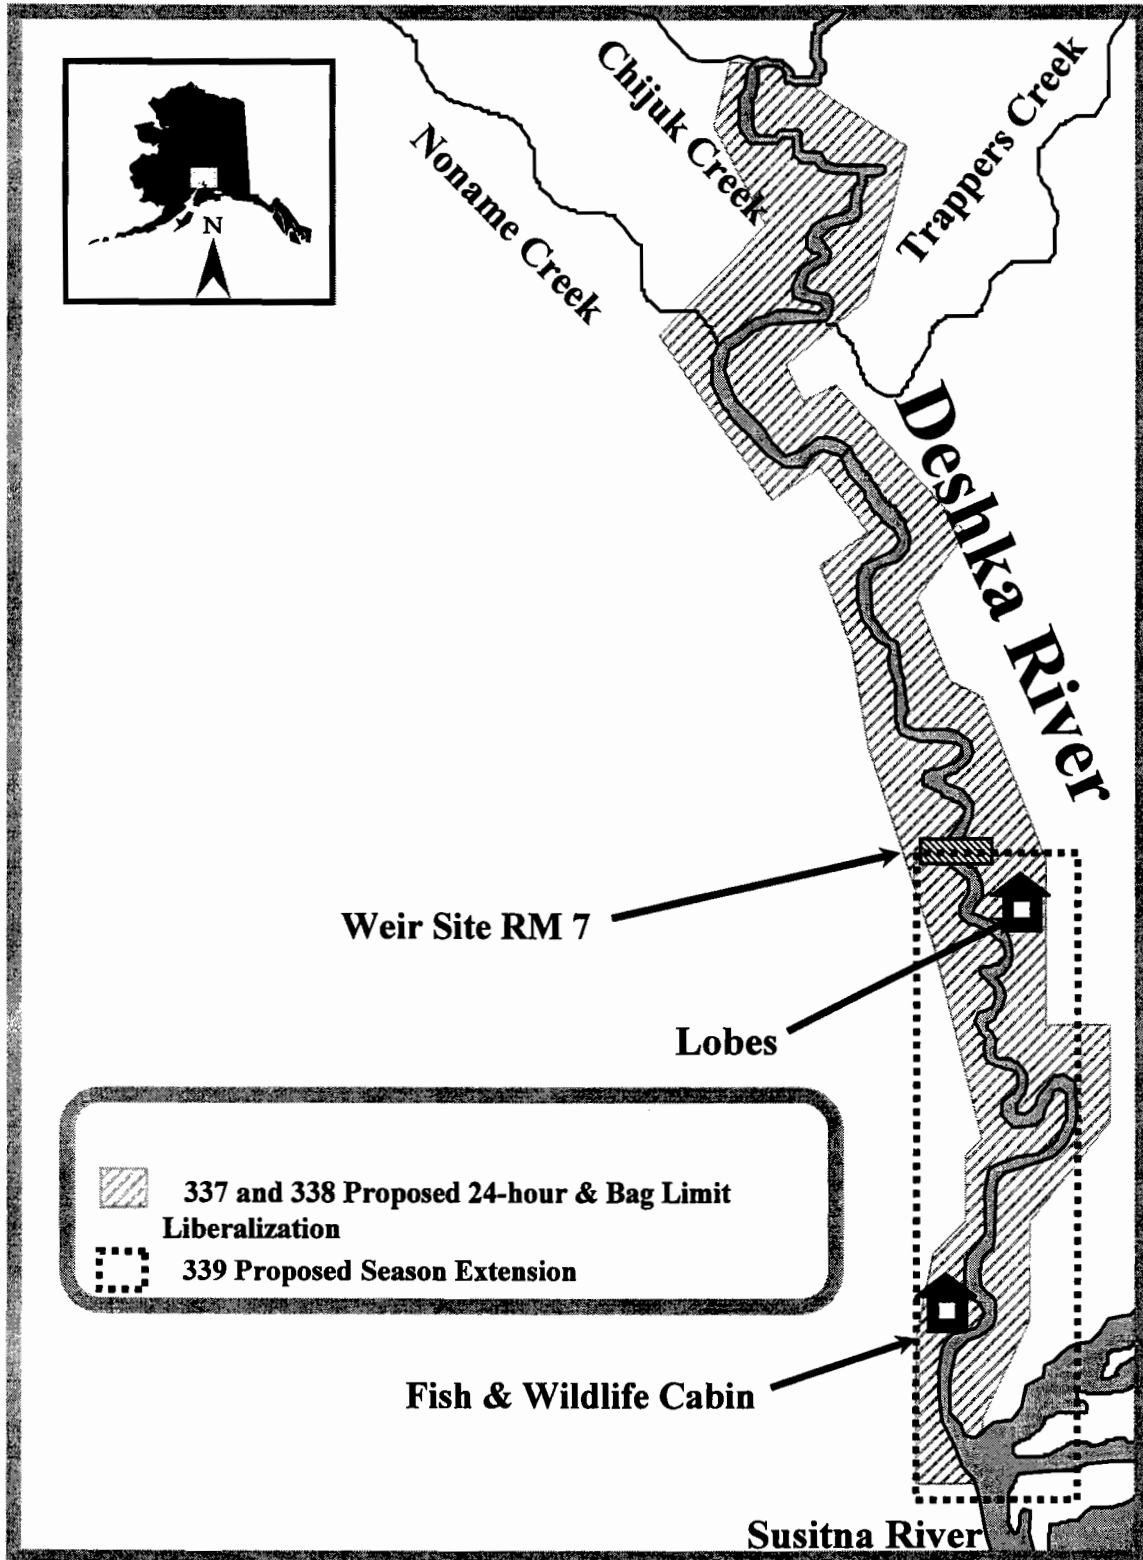 N
Noname Creek
Chijuk Creek
Trappers Creek
Deshka River
Weir Site RM 7
Lobes
337 and 338 Proposed 24-hour & Bag Limit
Liberalization
339 Proposed Season Extension
Fish & Wildlife Cabin
Susitna River